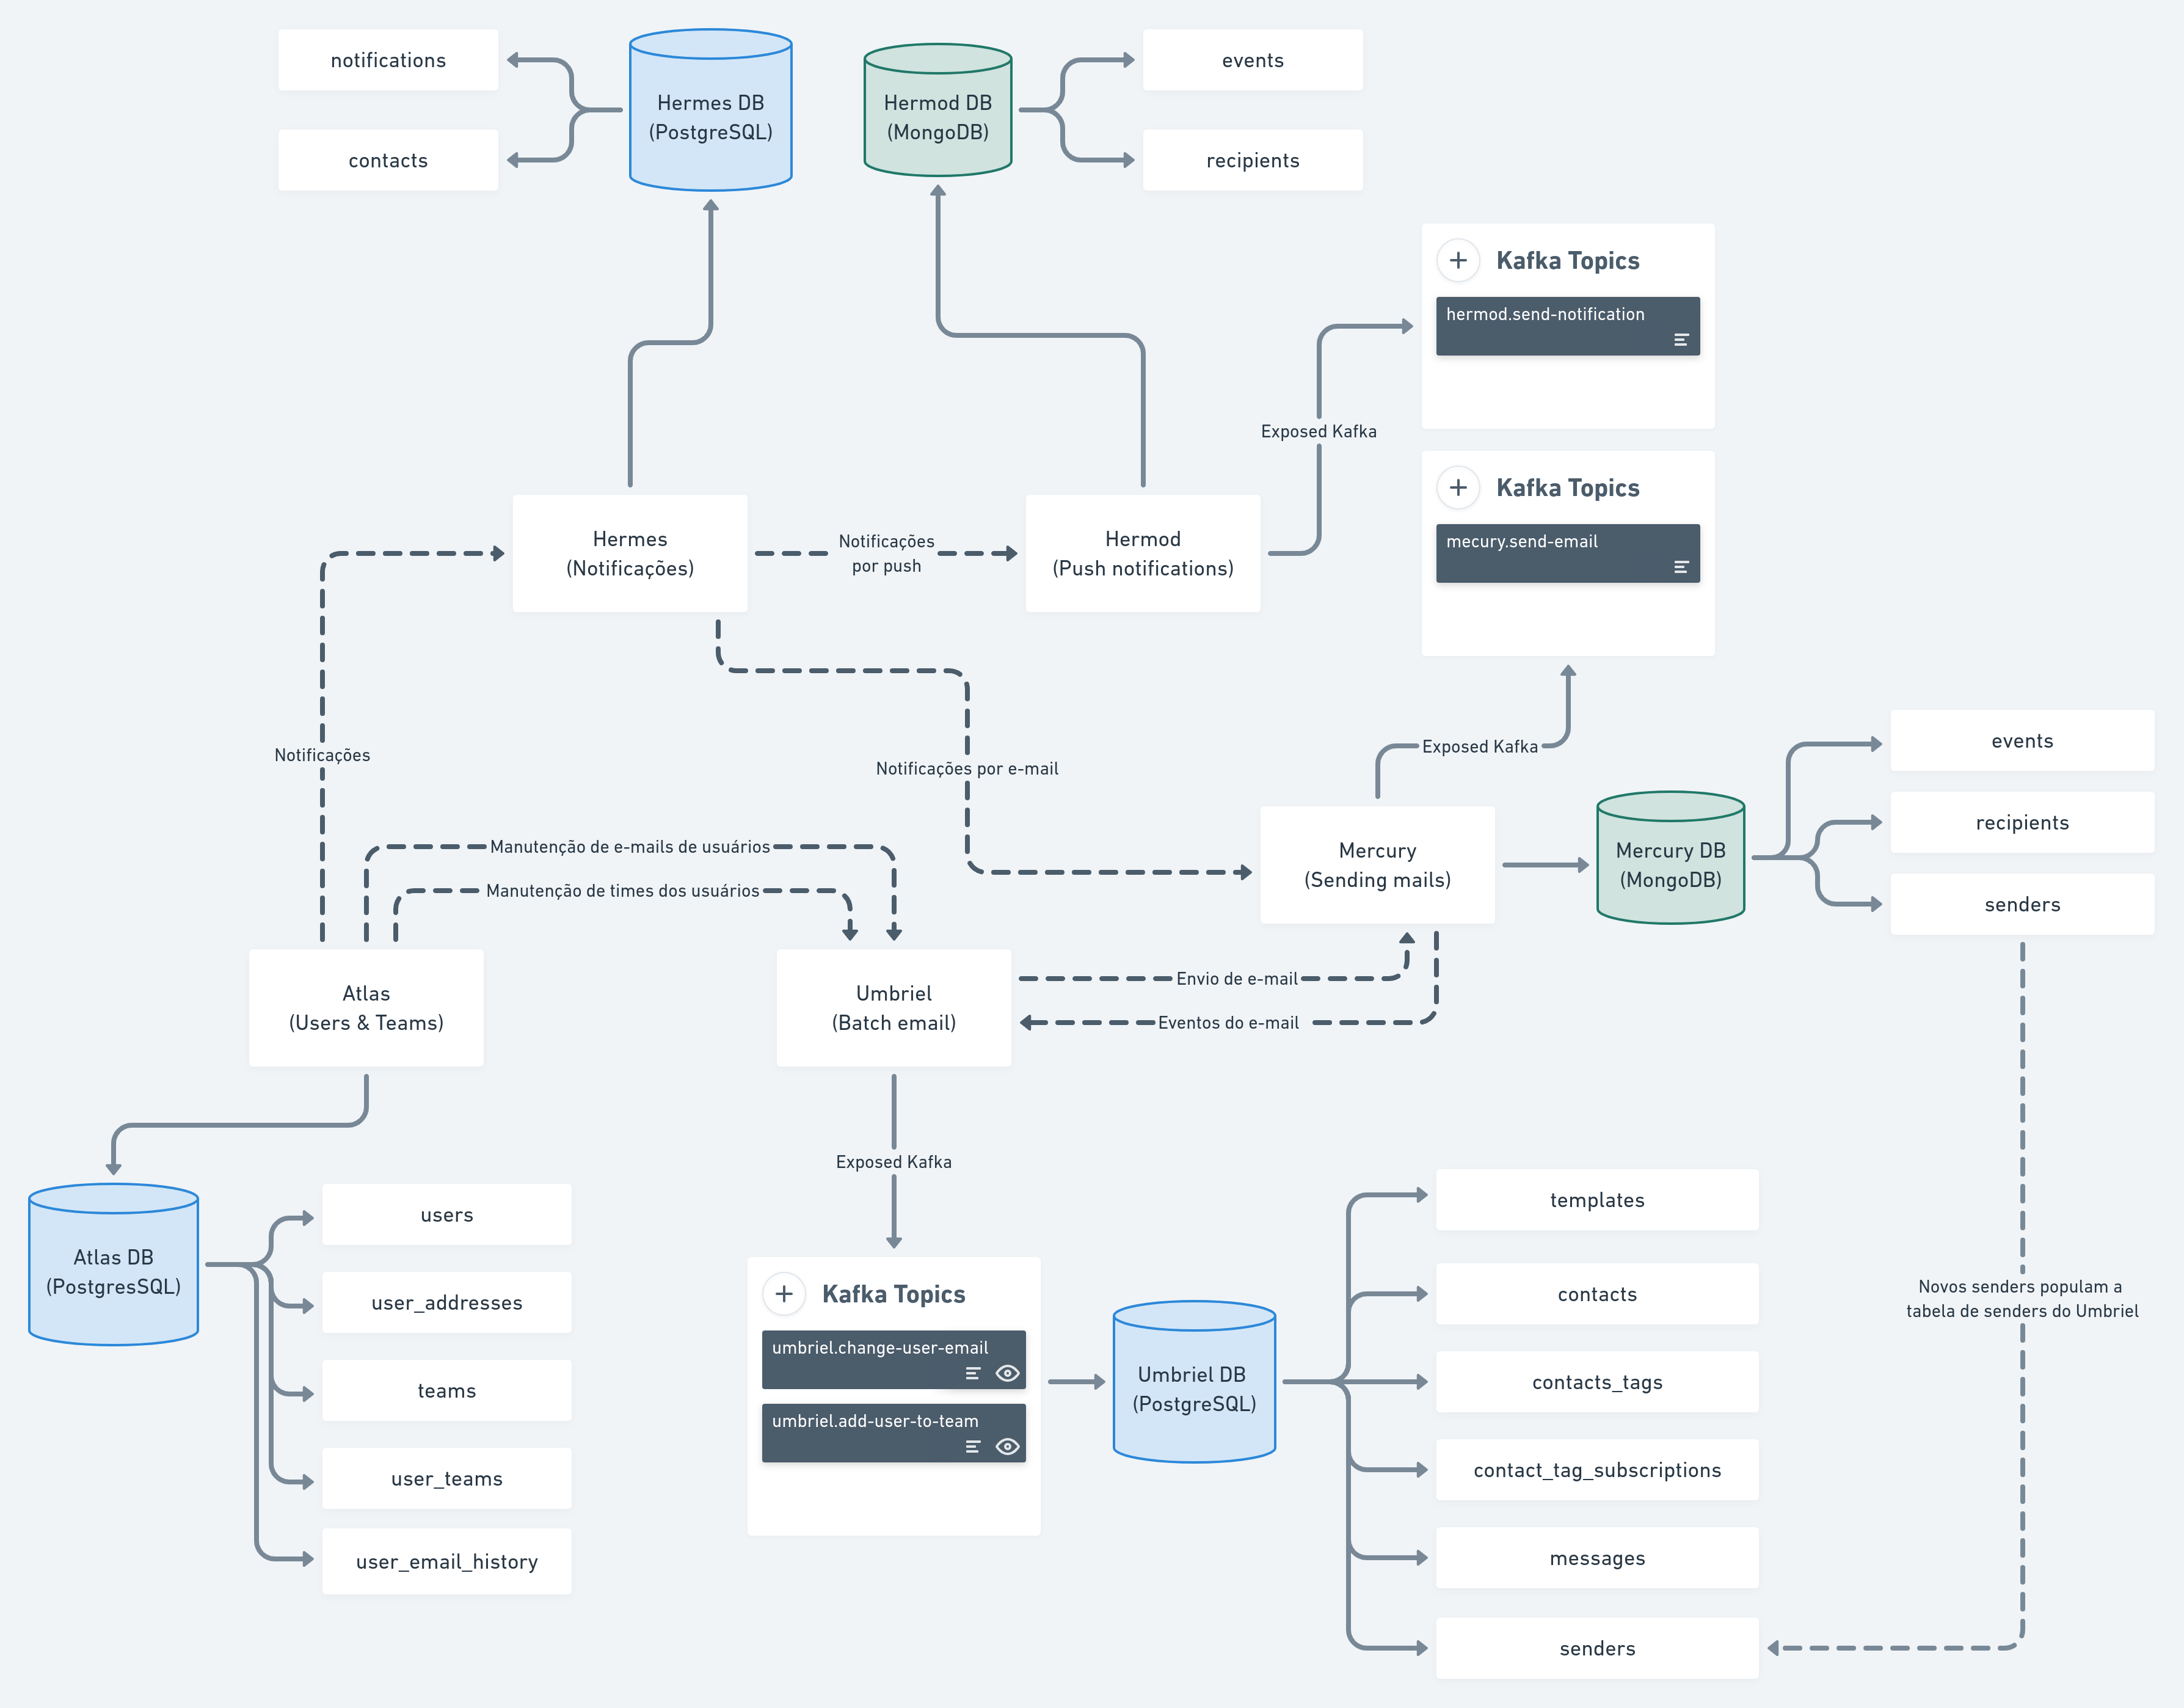 notifications
contacts
Hermes DB
(PostgreSQL)
Hermod DB
(MongoDB)
events
recipients
Kafka Topics
hermod.send-notification
Exposed Kafka
Kafka Topics
mecury.send-email
Hermes
(Notificações)
Notificações
por push
Hermod
(Push notifications)
Notificações
Notificações por e-mail
Exposed Kafka
Manutenção de e-mails de usuários
Manutenção de times dos usuários
Mercury
(Sending mails)
Mercury DB
(MongoDB)
events
recipients
senders
Atlas
(Users & Teams)
Umbriel
(Batch email)
Envio de e-mail
Eventos do e-mail
Exposed Kafka
Atlas DB
(PostgresSQL)
users
user_addresses
teams
user_teams
user_email_history
Kafka Topics
umbriel.change-user-email
umbriel.add-user-to-team
Umbriel DB
(PostgreSQL)
templates
contacts
contacts_tags
contact_tag_subscriptions
messages
senders
Novos senders populam a
tabela de senders do Umbriel